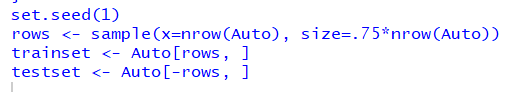 set.seed(1)
rows <- sample(x=nrow(Auto), size=.75*nrow(Auto))
trainset <- Auto[rows, ]
testset <- Auto[-rows, ]